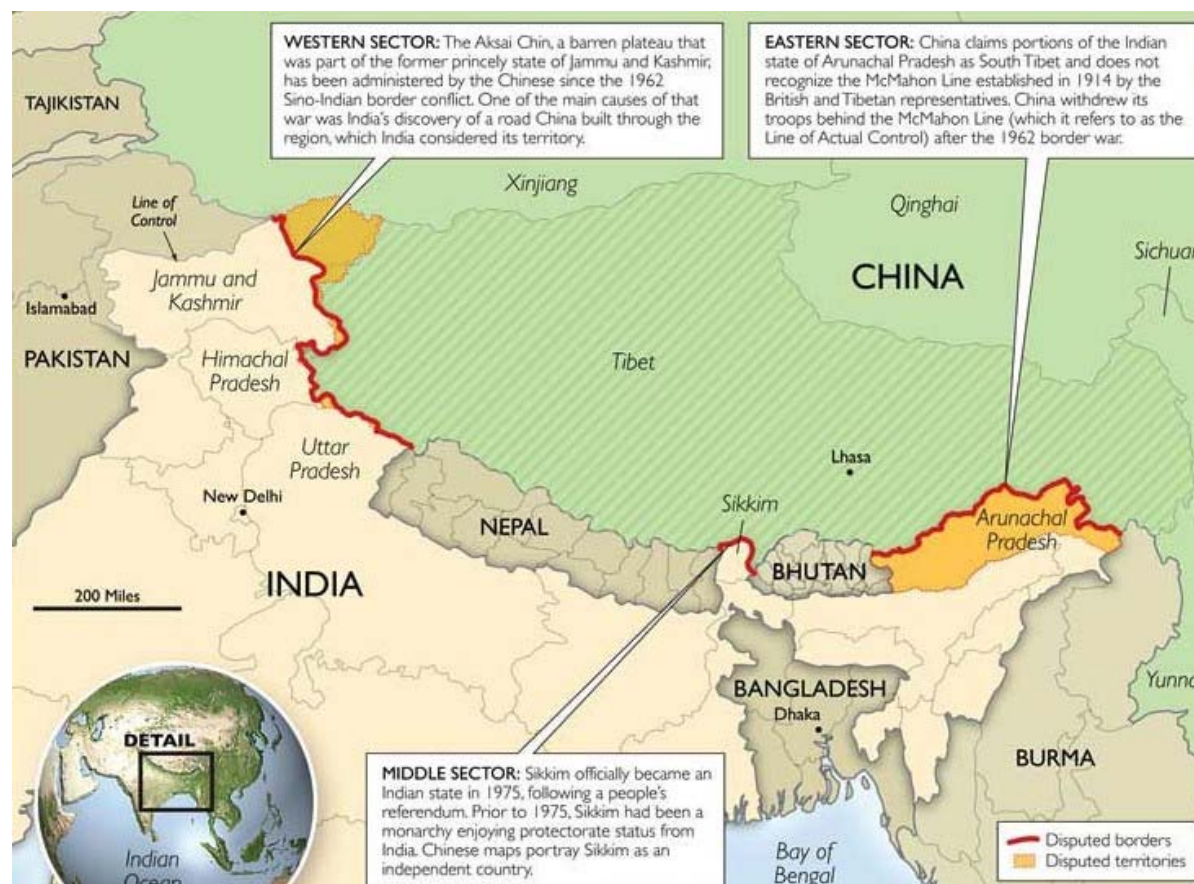 WESTERN SECTOR: The Aksai Chin, a barren plateau that
was part of the former princely state of Jammu and Kashmir,
has been administered by the Chinese since the 1962
Sino-Indian border conflict. One of the main causes of that
war was India's discovery of a road China built through the
region, which India considered its territory.
EASTERN SECTOR: China claims portions of the Indian
state of Arunachal Pradesh as South Tibet and does not
recognize the McMahon Line established in 1914 by the
British and Tibetan representatives. China withdrew its
troops behind the McMahon Line (which it refers to as the
Line of Actual Control) after the 1962 border war.
TAJIKISTAN
Xinjiang
Qinghai
Line of
Control
Sichuan
CHINA
Jammu and
Kashmir
Islamabad
PAKISTAN
Himachal
Pradesh
Tibet
Uttar
Pradesh
Lhasa
New Delhi
Sikkim
Arunachal
Pradesh
NEPAL
BHUTAN
INDIA
200 Miles
BANGLADESH
Dhaka
Yunna
BURMA
DETAIL
Indian
Ocean
MIDDLE SECTOR: Sikkim officially became an
Indian state in 1975, following a people's
referendum. Prior to 1975, Sikkim had been a
monarchy enjoying protectorate status from
India. Chinese maps portray Sikkim as an
independent country.
Bay of
Bengal
Disputed borders
Disputed territories